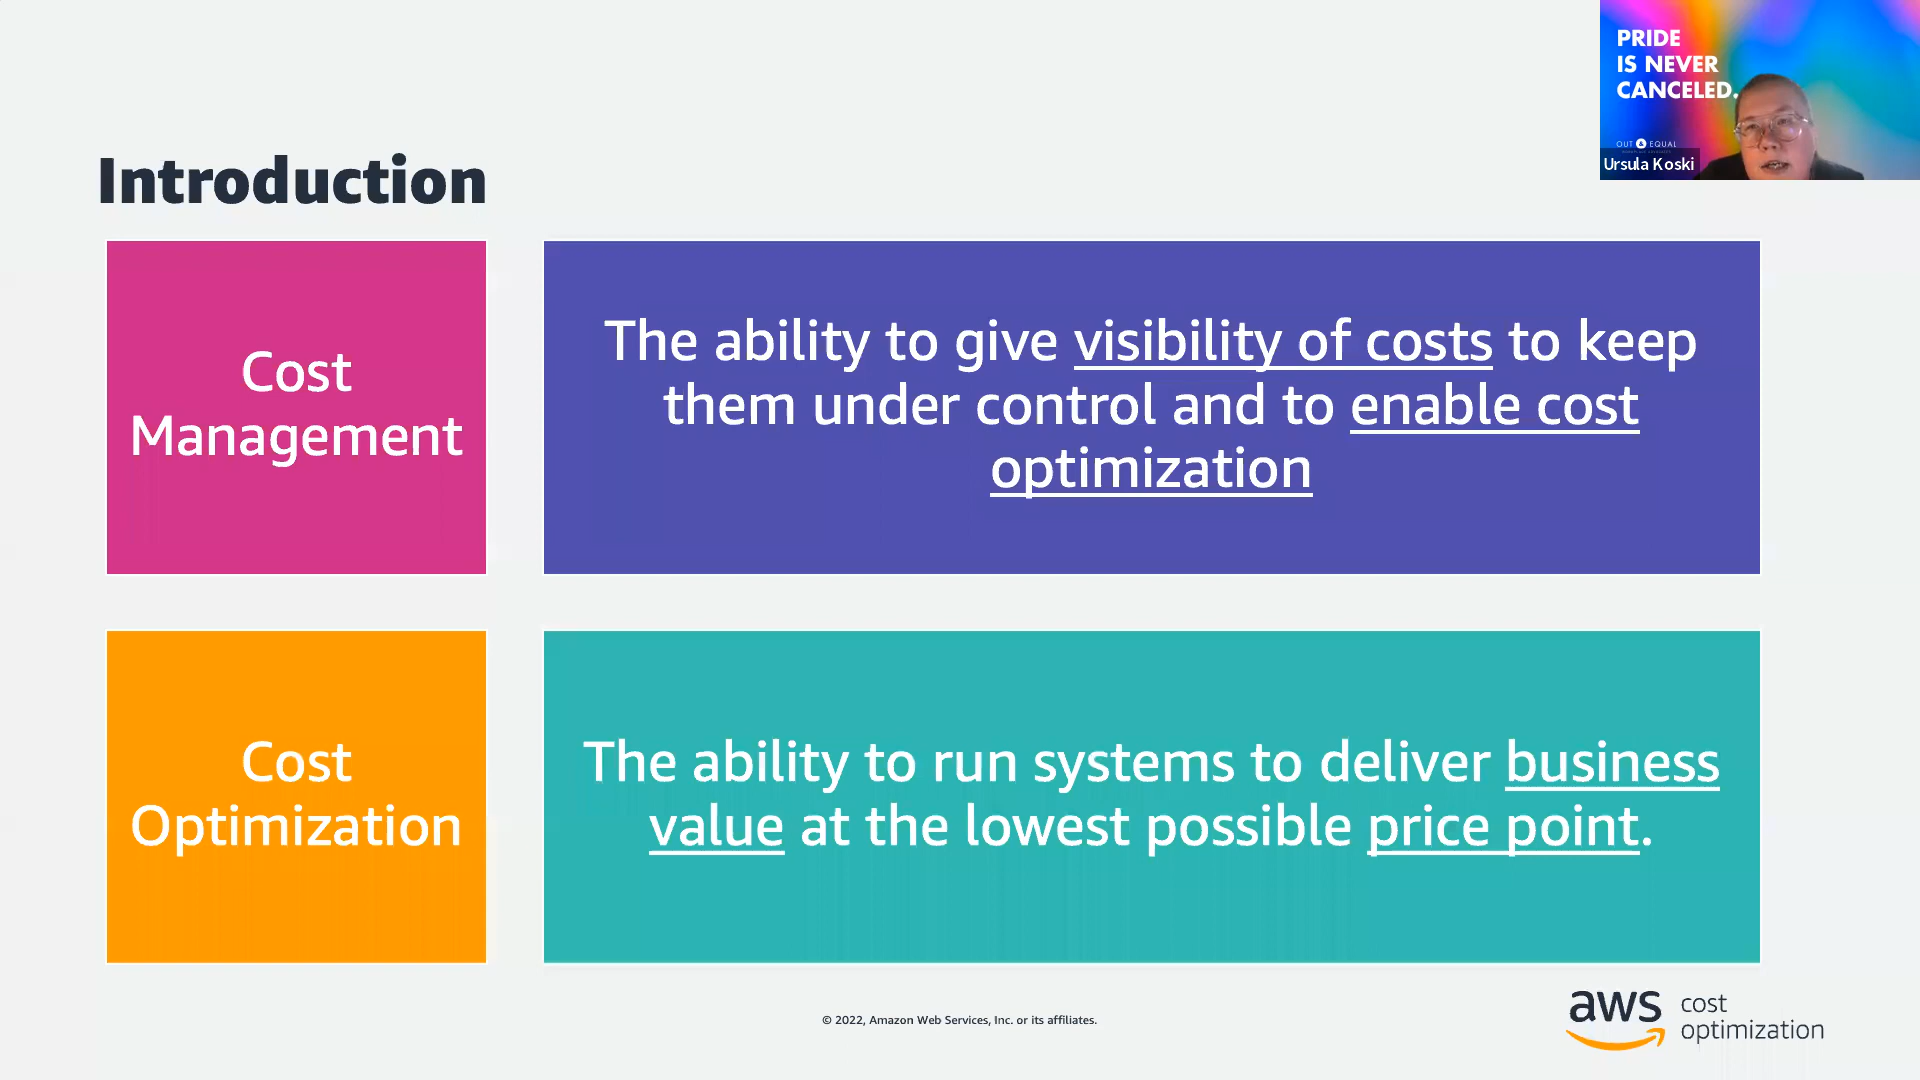 PRIDE
IS NEVER
CANCELED.
OUT & EQUAL
Ursula Koski
Introduction
Cost
Management
The ability to give visibility of costs to keep
them under control and to enable cost
optimization
Cost
Optimization
The ability to run systems to deliver business
value at the lowest possible price point.
© 2022, Amazon Web Services, Inc. or its affiliates.
aws cost
optimization